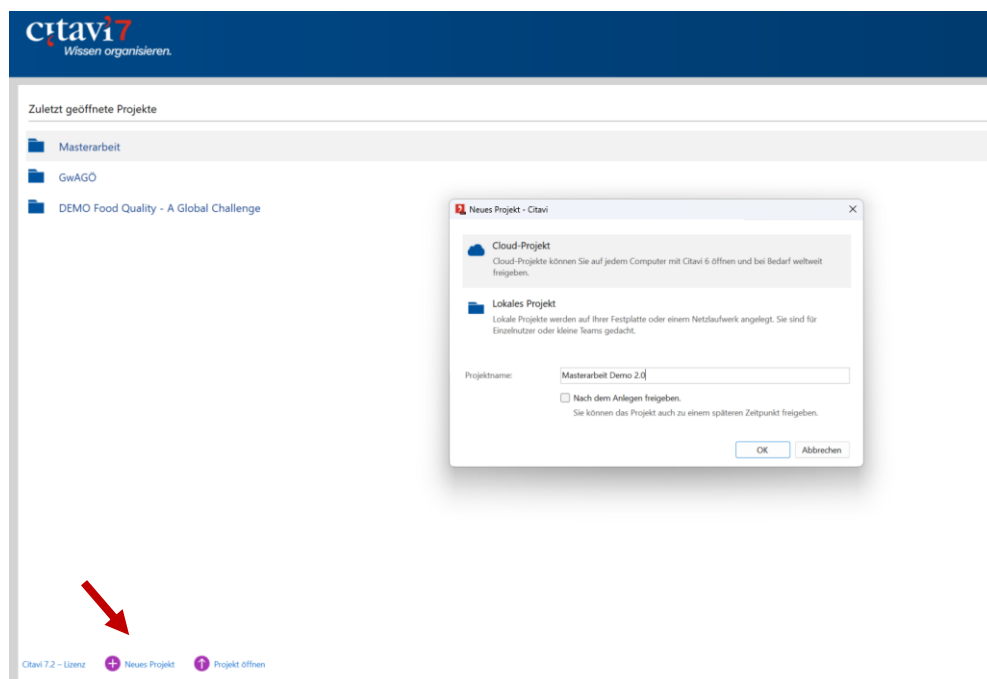 citavi 7
Wissen organisieren.
Zuletzt geöffnete Projekte
Masterarbeit
GwAGÖ
DEMO Food Quality - A Global Challenge
Neues Projekt - Citavi
Cloud-Projekt
Cloud-Projekte können Sie auf jedem Computer mit Citavi 6 öffnen und bei Bedarf weltweit
freigeben.
Lokales Projekt
Lokale Projekte werden auf Ihrer Festplatte oder einem Netzlaufwerk angelegt. Sie sind für
Einzelnutzer oder kleine Teams gedacht.
Projektname: Masterarbeit Demo 2.0
Nach dem Anlegen freigeben.
Sie können das Projekt auch zu einem späteren Zeitpunkt freigeben.
OK Abbrechen
Citavi 7.2 – Lizenz Neues Projekt Projekt öffnen